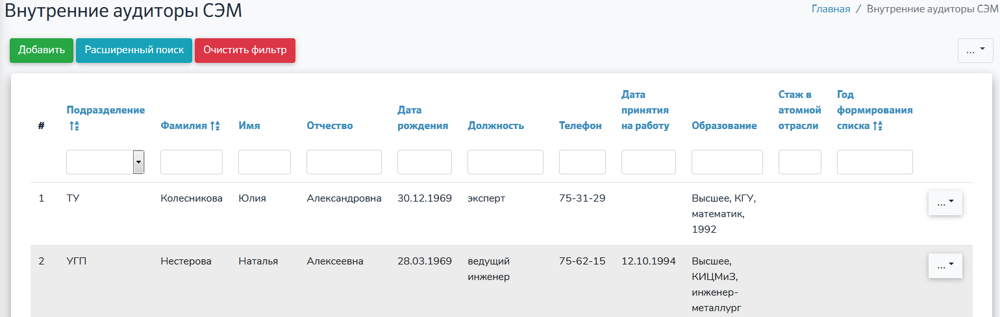 Внутренние аудиторы СЭМ
Главная / Внутренние аудиторы СЭМ
Добавить Расширенный поиск Очистить фильтр ...
# Подразделение Фамилия Имя Отчество Дата рождения Должность Телефон Дата принятия на работу Образование Стаж в атомной отрасли Год формирования списка
1 ТУ Колесникова Юлия Александровна 30.12.1969 эксперт 75-31-29 Высшее, КГУ, ...
математик,
1992
2 УГП Нестерова Наталья Алексеевна 28.03.1969 ведущий 75-62-15 12.10.1994 Высшее, ...
инженер КИЦМиЗ,
инженер-
металлург